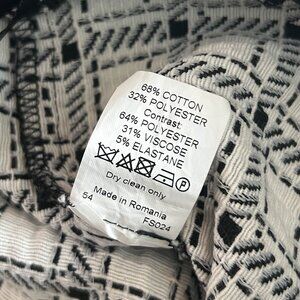 68% COTTON
32% POLYESTER
Contrast
64% POLYESTER
31% VISCOSE
5% ELASTANE
P
Dry clean only
Made in Romania
54 FS024